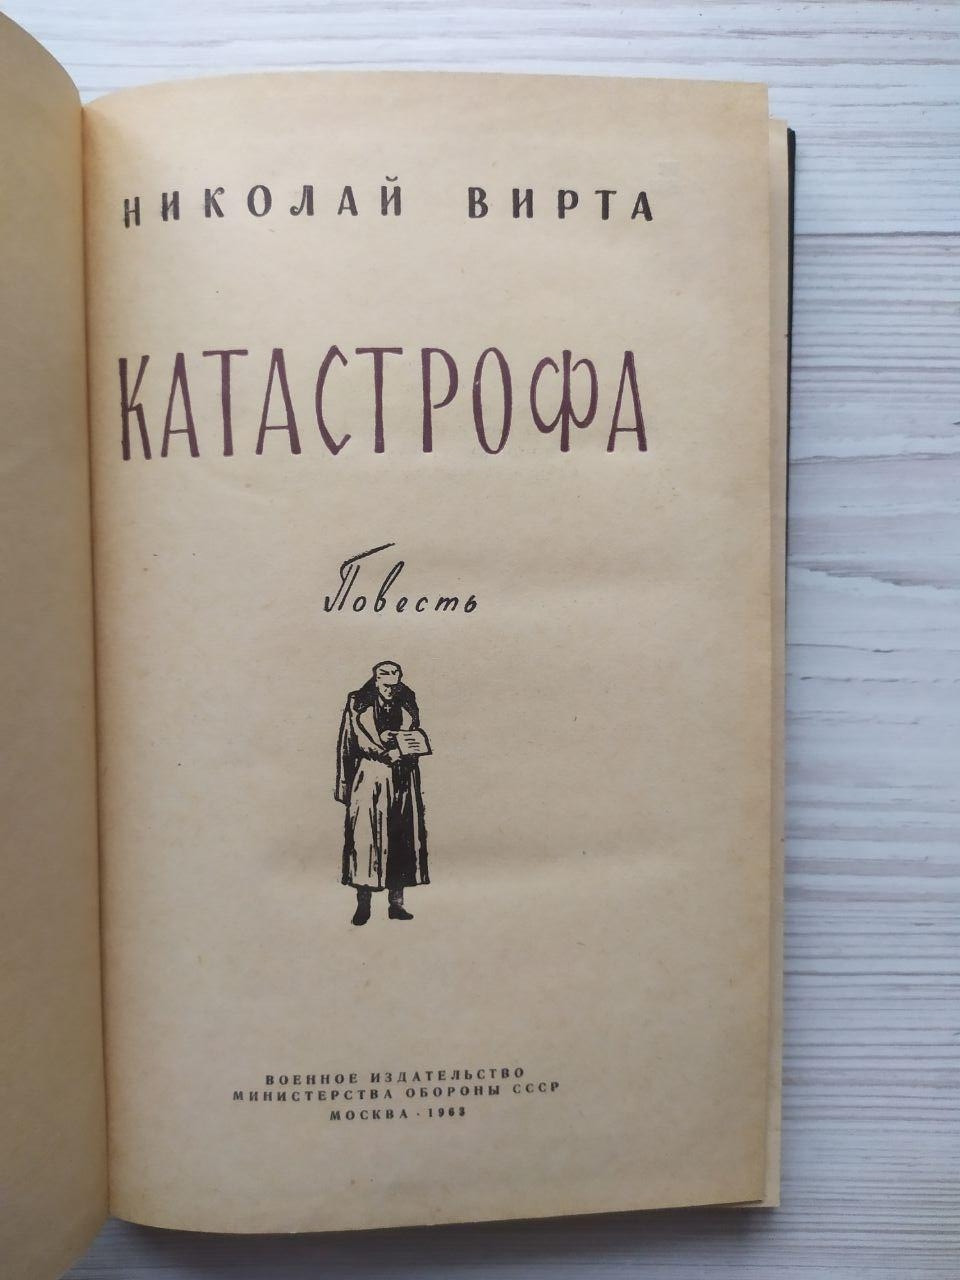 НИКОЛАЙ ВИРТА
КАТАСТРОФА
Повесть
ВОЕННОЕ ИЗДАТЕЛЬСТВО
МИНИСТЕРСТВА ОБОРОНЫ СССР
МОСКВА · 1963